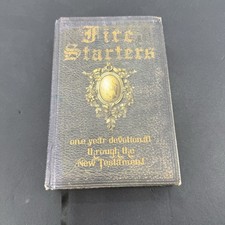 Fire
Starters
one year devotional
through the
New Testament